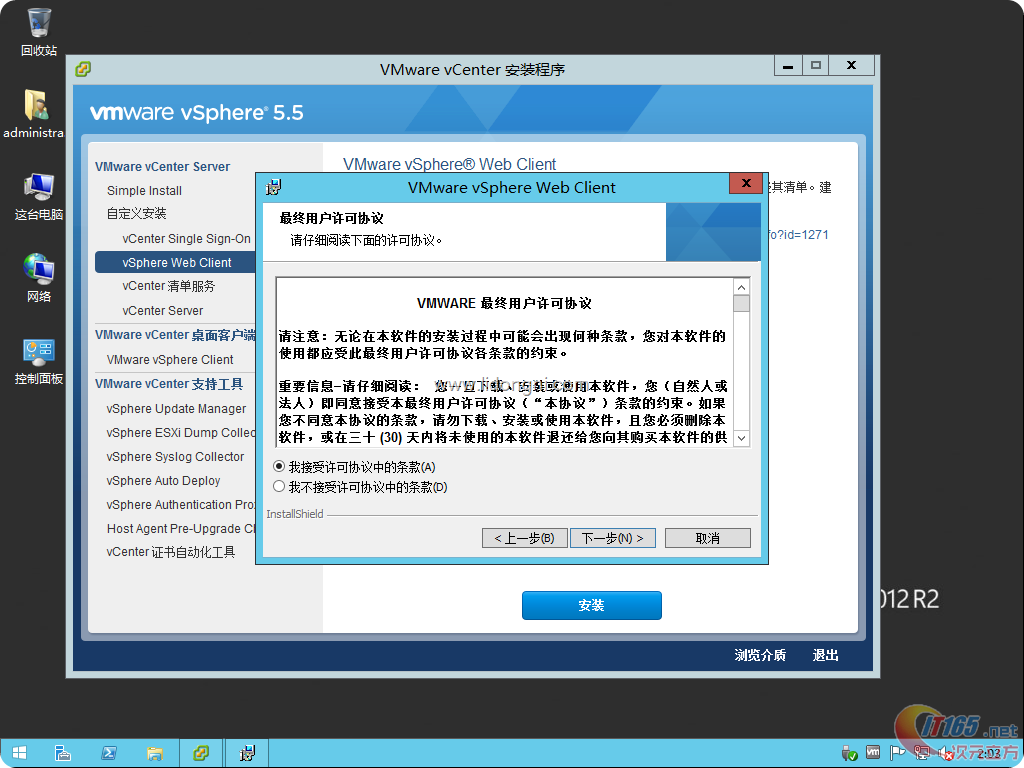 回收站
administra
这台电脑
网络
控制面板
VMware vCenter 安装程序
vmware vSphere® 5.5
VMware vCenter Server
Simple Install
自定义安装
vCenter Single Sign-On
vSphere Web Client
vCenter 清单服务
vCenter Server
VMware vCenter 桌面客户端
VMware vSphere Client
VMware vCenter 支持工具
vSphere Update Manager
vSphere ESXi Dump Collec
vSphere Syslog Collector
vSphere Auto Deploy
vSphere Authentication Pro
Host Agent Pre-Upgrade C
vCenter 证书自动化工具
VMware vSphere® Web Client
其清单。建
fo?id=1271
VMware vSphere Web Client
最终用户许可协议
请仔细阅读下面的许可协议。
VMWARE 最终用户许可协议
请注意：无论在本软件的安装过程中可能会出现何种条款，您对本软件的
使用都应受此最终用户许可协议各条款的约束。
重要信息-请仔细阅读： 您一旦下载、安装或使用本软件，您（自然人或
法人）即同意接受本最终用户许可协议（“本协议”）条款的约束。如果
您不同意本协议的条款，请勿下载、安装或使用本软件，且您必须删除本
软件，或在三十 (30) 天内将未使用的本软件退还给您向其购买本软件的供
我接受许可协议中的条款(A)
我不接受许可协议中的条款(D)
InstallShield
< 上一步(B)
下一步(N) >
取消
安装
浏览介质
退出
012 R2
IT165.net
vm
2:03